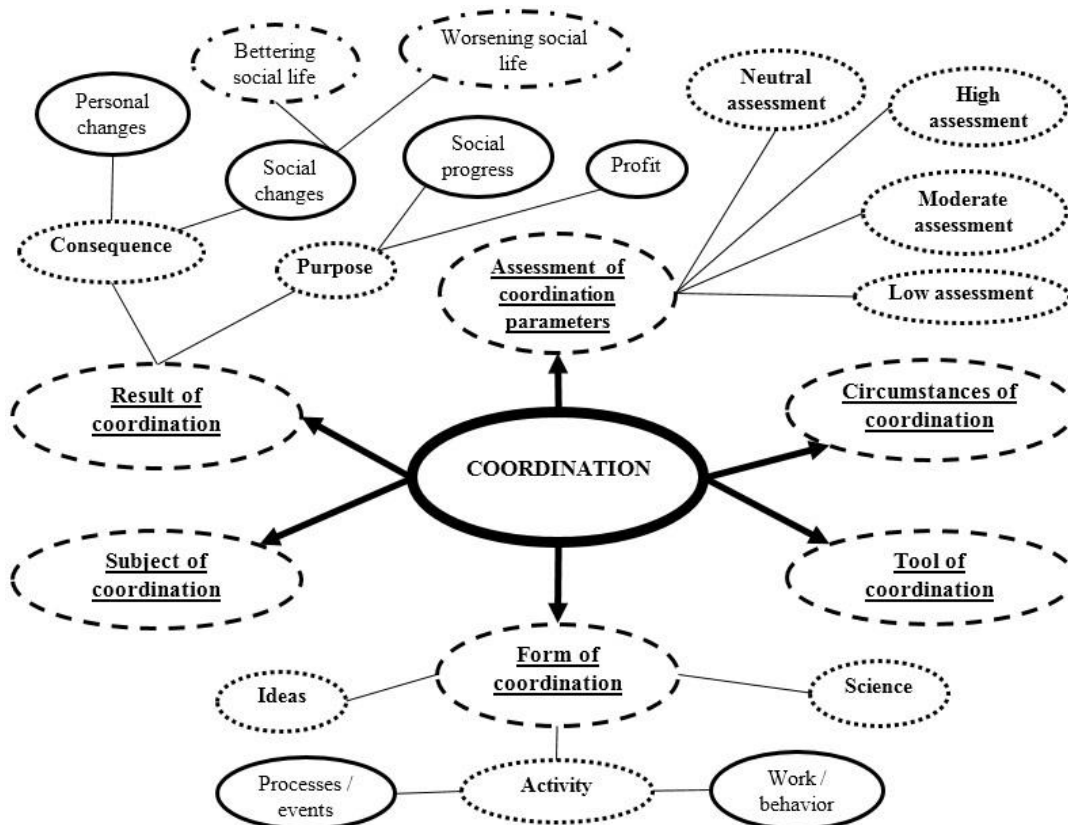 Bettering
social life
Worsening social
life
Neutral
assessment
High
assessment
Personal
changes
Social
changes
Social
progress
Profit
Moderate
assessment
Consequence
Purpose
Assessment of
coordination
parameters
Low assessment
Result of
coordination
Circumstances of
coordination
COORDINATION
Subject of
coordination
Tool of
coordination
Form of
coordination
Ideas
Science
Processes /
events
Activity
Work /
behavior